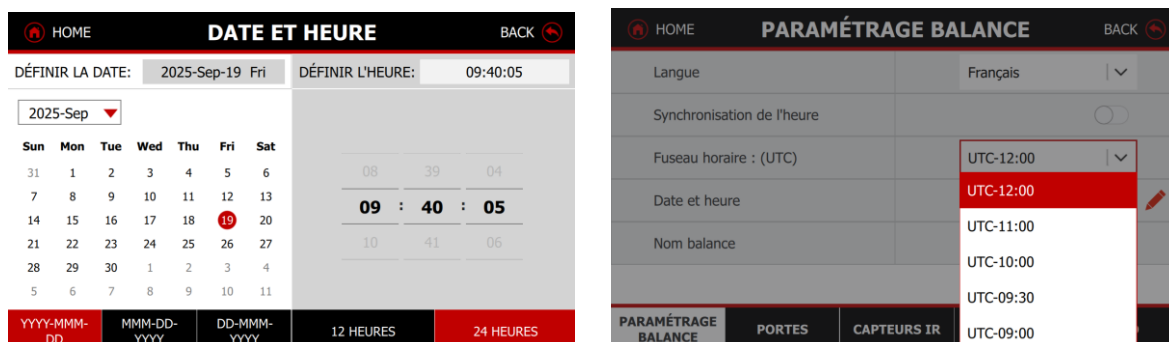 HOME DATE ET HEURE BACK
DÉFINIR LA DATE: 2025-Sep-19 Fri DÉFINIR L'HEURE: 09:40:05
2025-Sep
Sun Mon Tue Wed Thu Fri Sat
31 1 2 3 4 5 6
7 8 9 10 11 12 13
14 15 16 17 18 19 20
21 22 23 24 25 26 27
28 29 30 1 2 3 4
5 6 7 8 9 10 11
08 39 04
09 : 40 : 05
10 41 06
YYYY-MMM-
DD
MMM-DD-
YYYY
DD-MMM-
YYYY
12 HEURES
24 HEURES
HOME PARAMÉTRAGE BALANCE BACK
Langue Français
Synchronisation de l'heure
Fuseau horaire : (UTC) UTC-12:00
UTC-12:00
Date et heure
UTC-11:00
Nom balance
UTC-10:00
UTC-09:30
UTC-09:00
PARAMÉTRAGE
BALANCE
PORTES
CAPTEURS IR